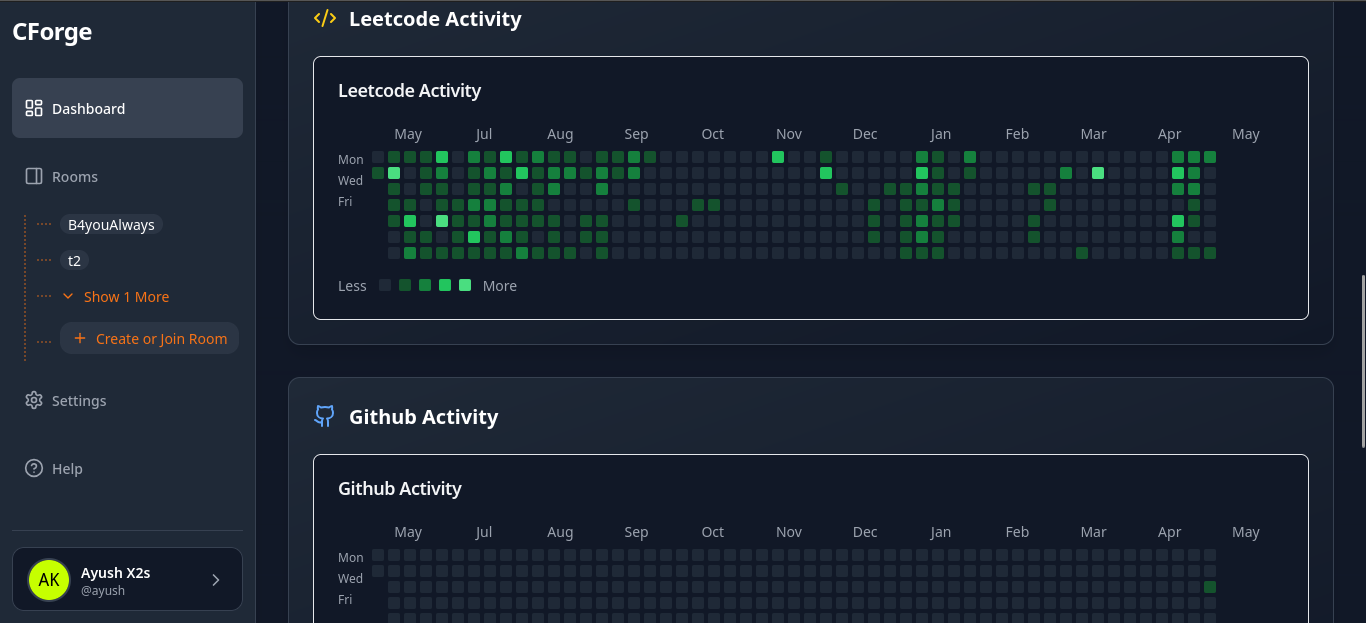 CForge
Dashboard
Rooms
B4youAlways
t2
Show 1 More
+ Create or Join Room
Settings
Help
AK
Ayush X2s
@ayush
Leetcode Activity
Leetcode Activity
May Jul Aug Sep Oct Nov Dec Jan Feb Mar Apr May
Mon
Wed
Fri
Less More
Github Activity
Github Activity
May Jul Aug Sep Oct Nov Dec Jan Feb Mar Apr May
Mon
Wed
Fri